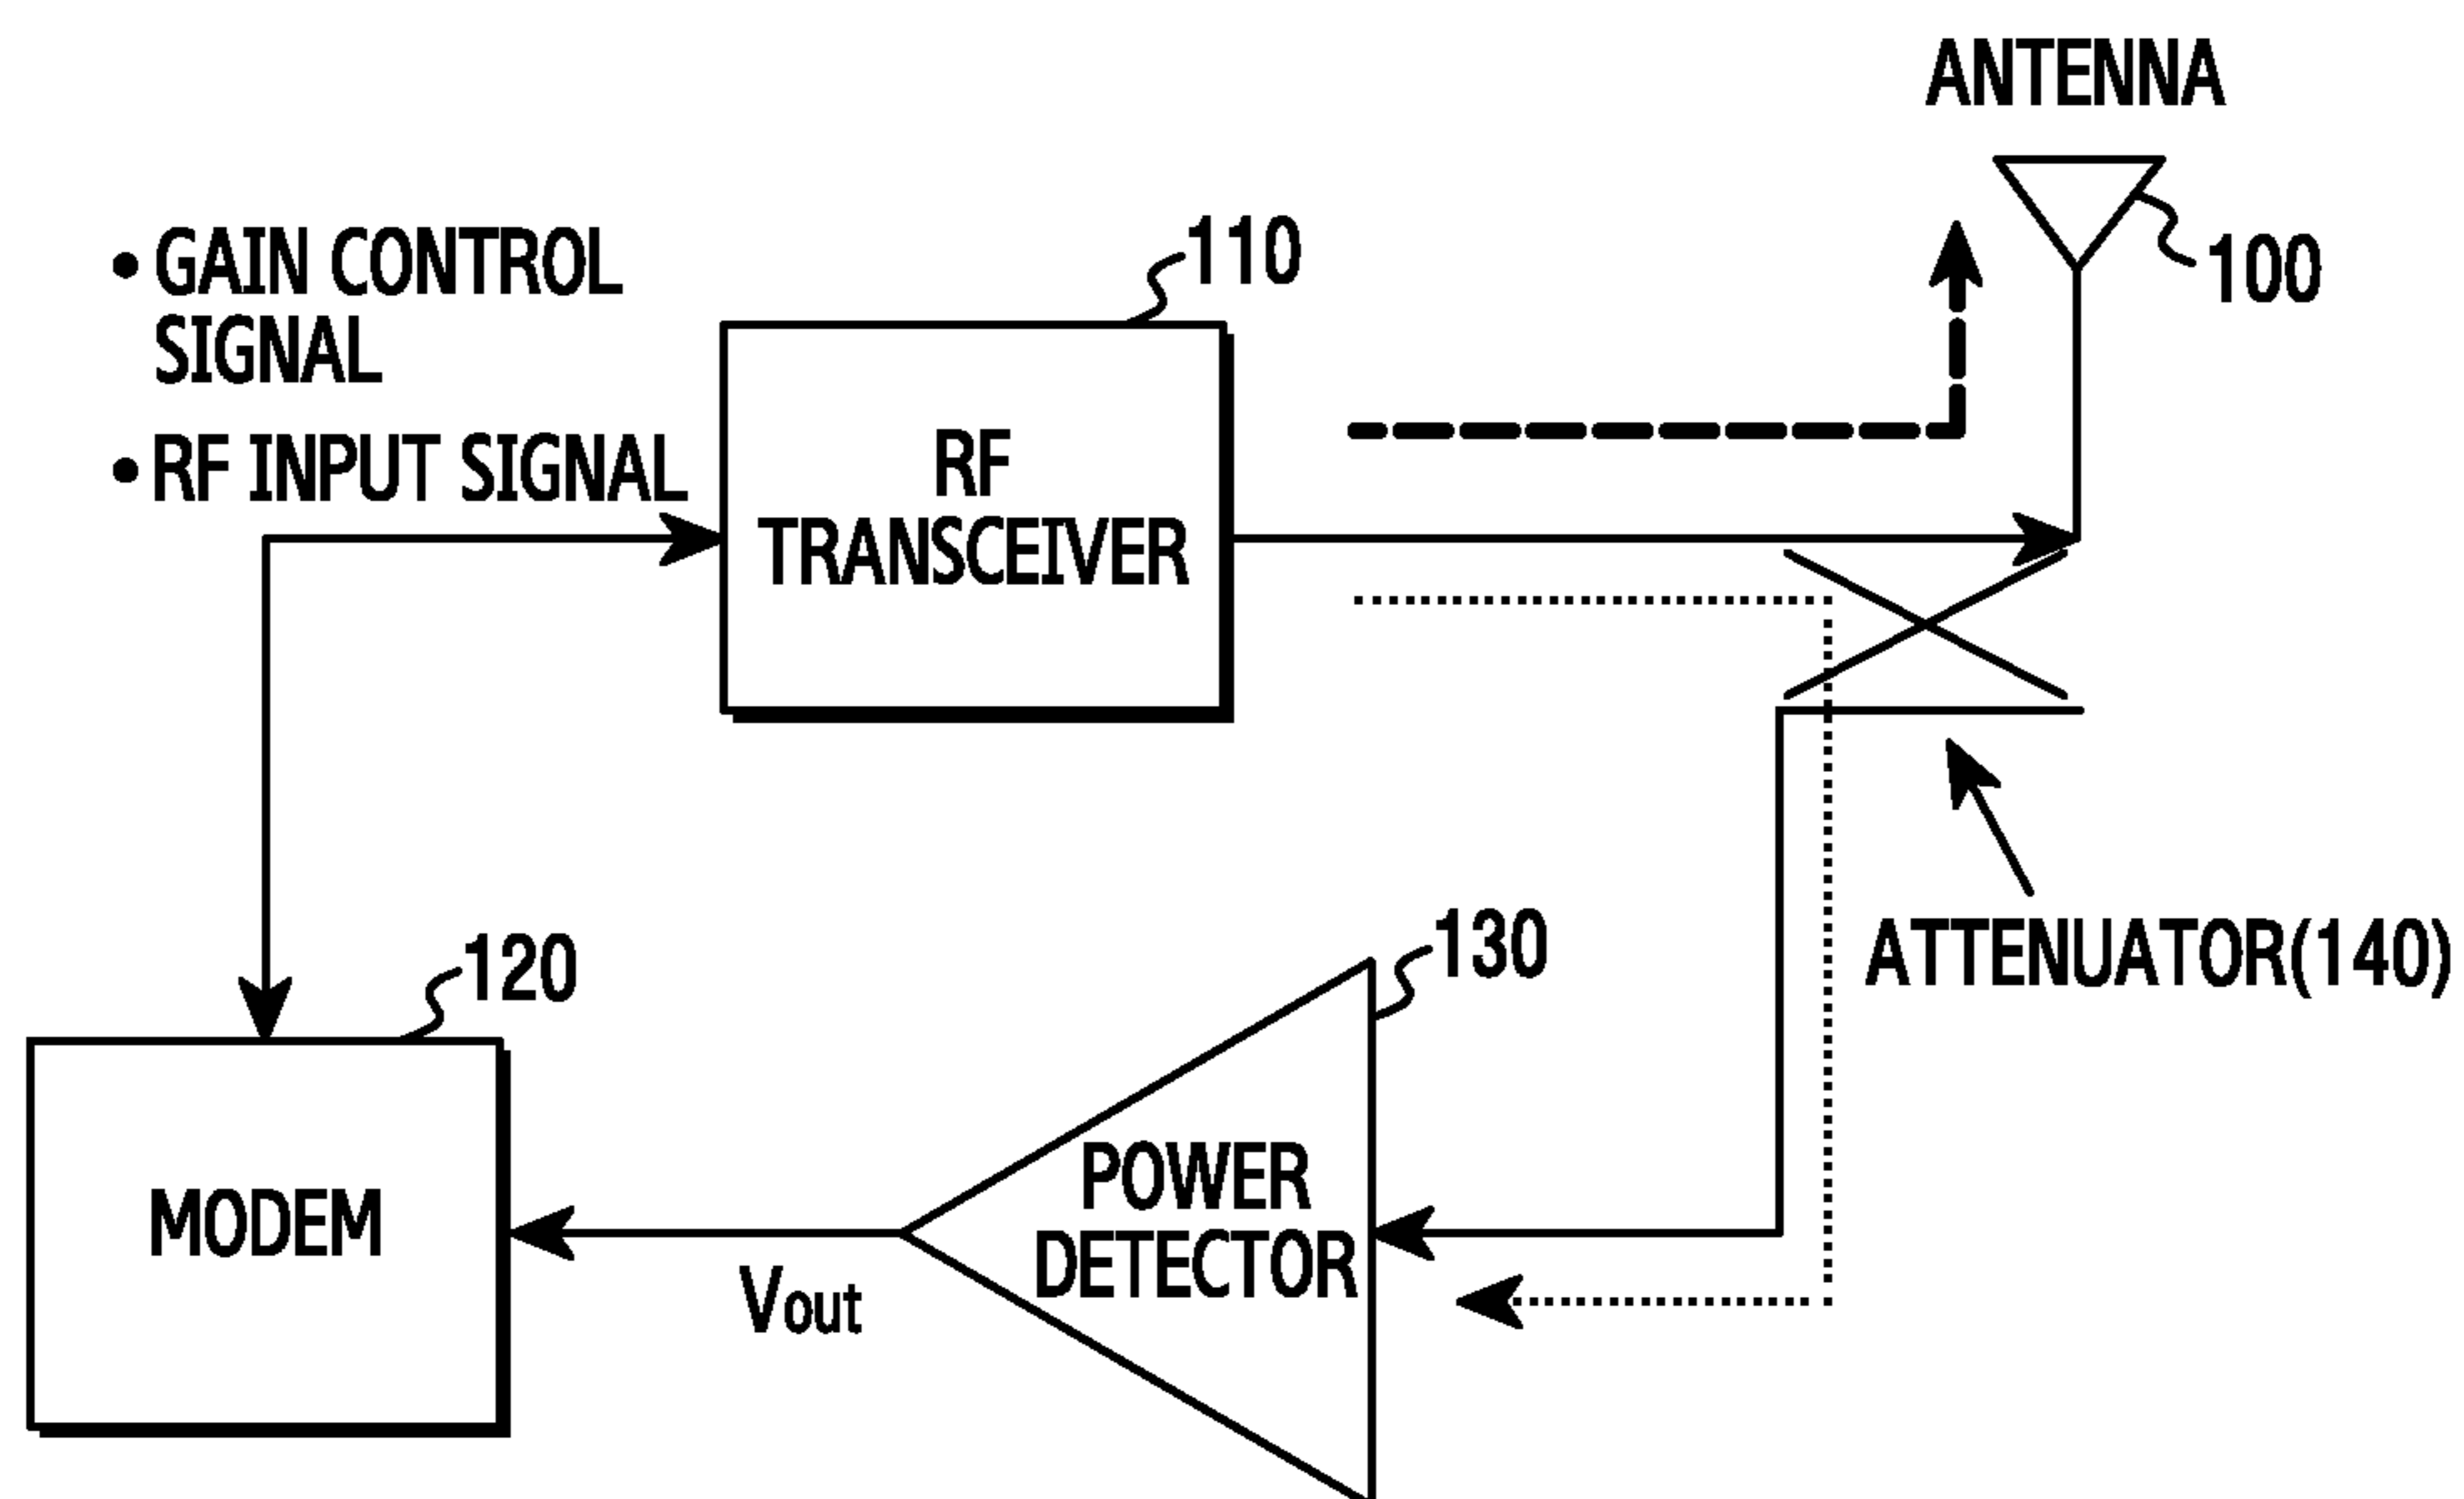 ANTENNA
100
110
• GAIN CONTROL
SIGNAL
• RF INPUT SIGNAL
RF
TRANSCEIVER
ATTENUATOR(140)
130
120
POWER
DETECTOR
MODEM
Vout